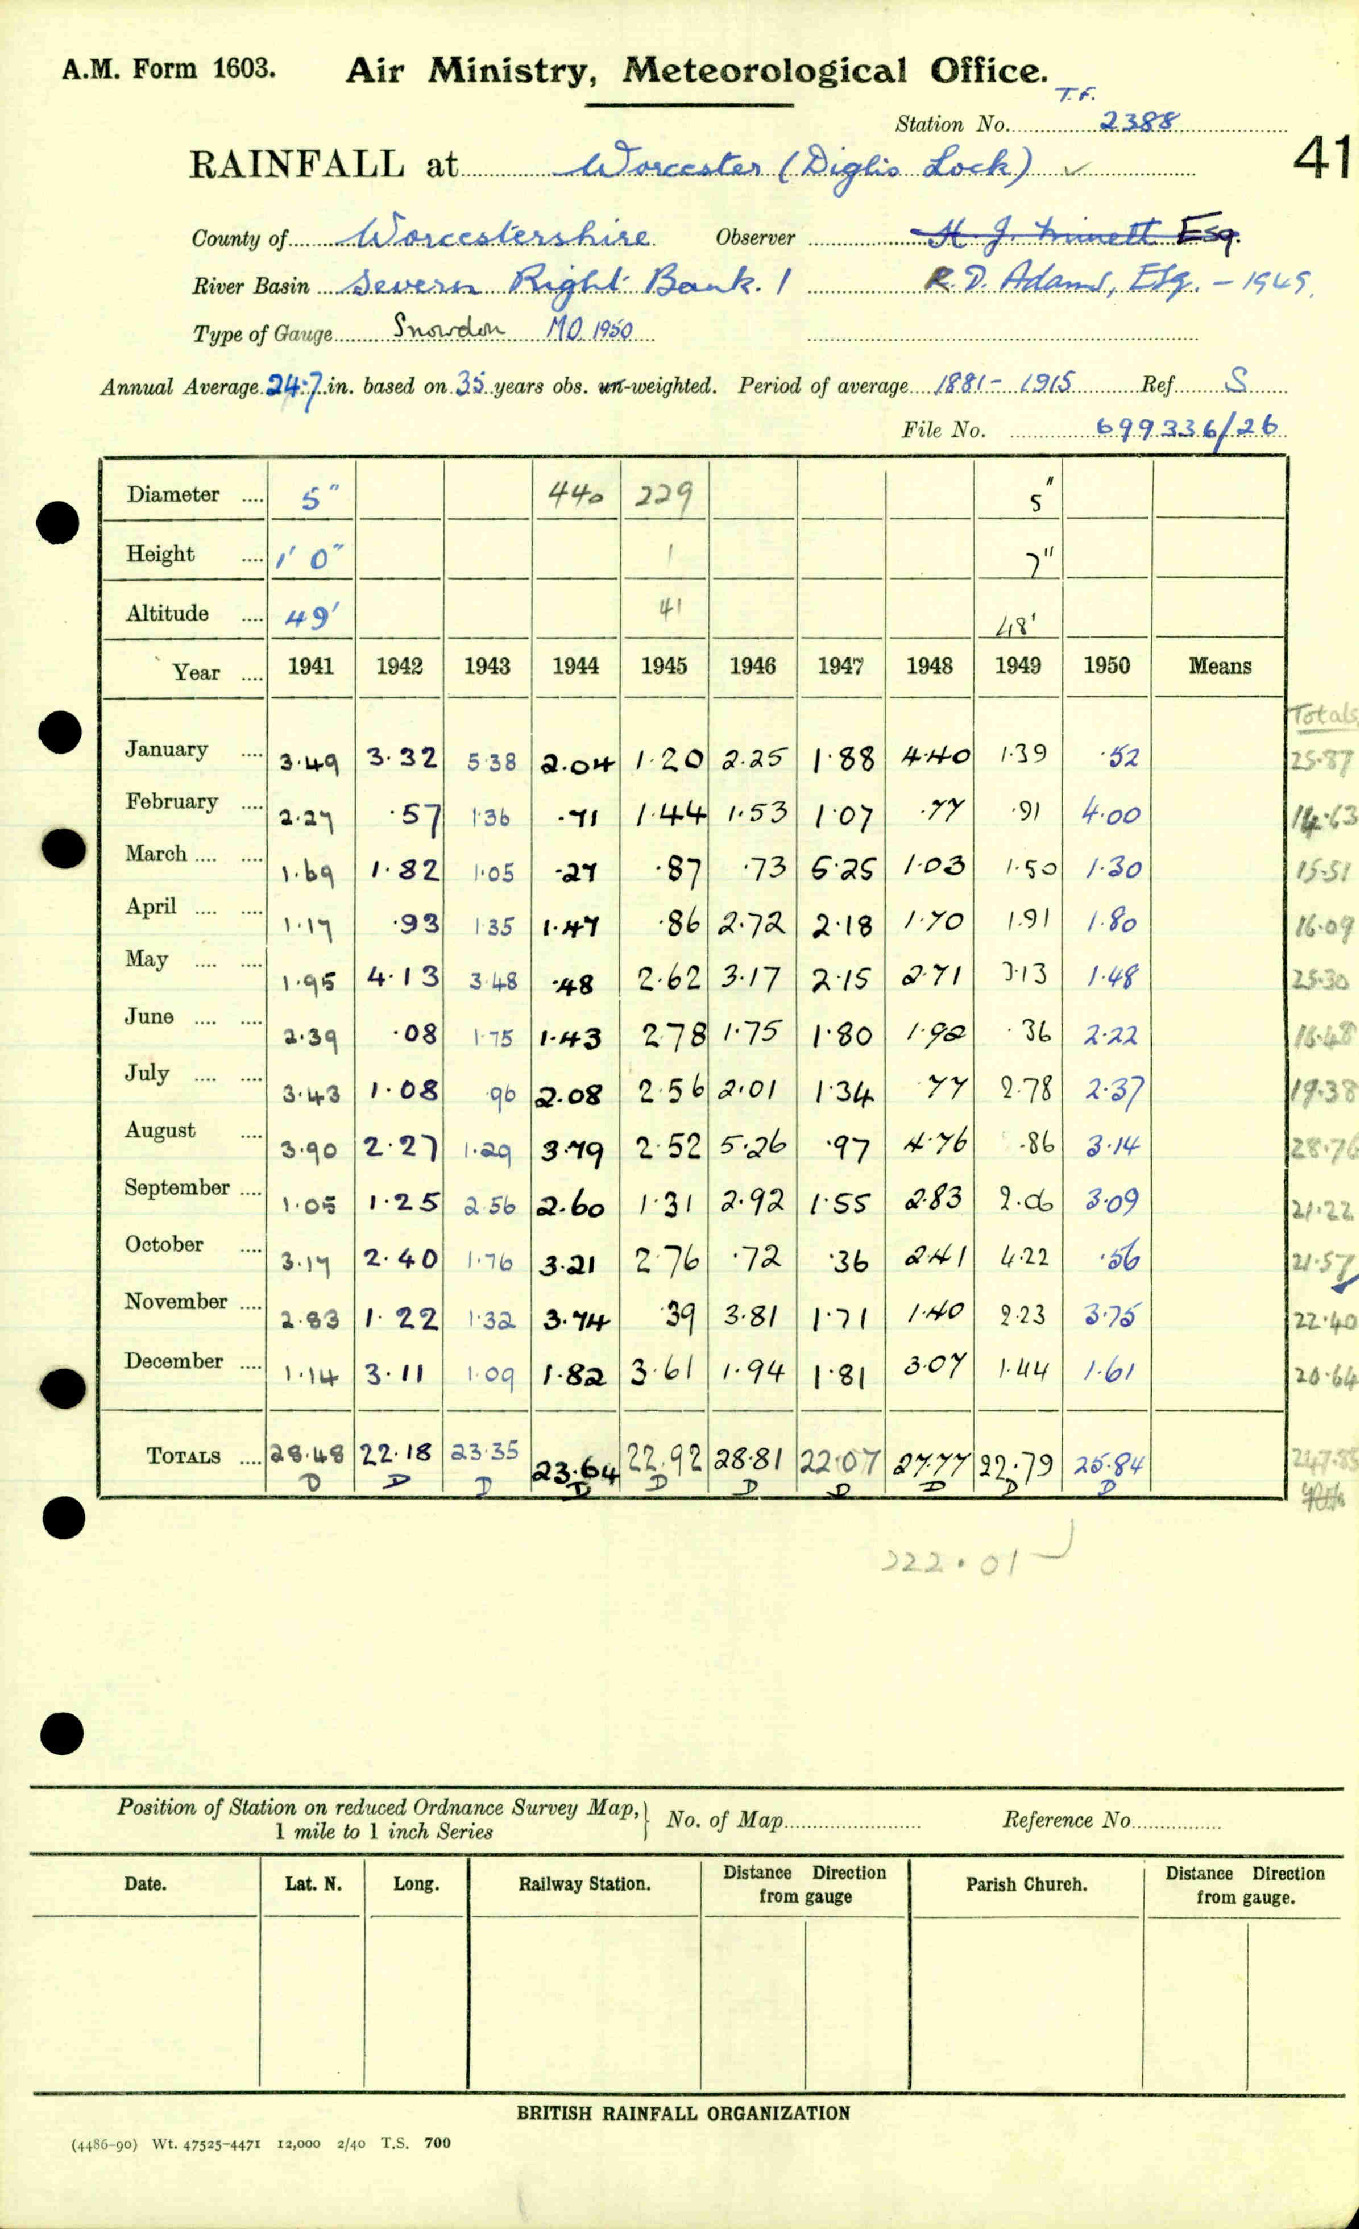 A.M. Form 1603. Air Ministry, Meteorological Office.
T.F.
Station No. 2388
41
RAINFALL at Worcester (Diglis Lock) ✓
County of Worcestershire Observer H. J. Minett Esq.
River Basin Severn Right Bank. 1 R. D. Adams, Esq. – 1949.
Type of Gauge Snowdon M.O. 1950
Annual Average 24.7 in. based on 35 years obs. un-weighted. Period of average 1881 – 1915 Ref. S
File No. 699336/26
Diameter .... 5" 440 229 5"
Height .... 1' 0" 1 7"
Altitude .... 49' 41 48'
Year .... 1941 1942 1943 1944 1945 1946 1947 1948 1949 1950 Means
Totals
January .... 3.49 3.32 5.38 2.04 1.20 2.25 1.88 4.40 1.39 .52 25.87
February .... 2.27 .57 1.36 .71 1.44 1.53 1.07 .77 .91 4.00 14.63
March .... .... 1.69 1.82 1.05 .27 .87 .73 5.25 1.03 1.50 1.30 15.51
April .... .... 1.17 .93 1.35 1.47 .86 2.72 2.18 1.70 1.91 1.80 16.09
May .... .... 1.95 4.13 3.48 .48 2.62 3.17 2.15 2.71 3.13 1.48 25.30
June .... .... 2.39 .08 1.75 1.43 2.78 1.75 1.80 1.92 .36 2.22 16.48
July .... .... 3.43 1.08 .96 2.08 2.56 2.01 1.34 .77 2.78 2.37 19.38
August .... 3.90 2.27 1.29 3.79 2.52 5.26 .97 4.76 .86 3.14 28.76
September .... 1.05 1.25 2.56 2.60 1.31 2.92 1.55 2.83 2.06 3.09 21.22
October .... 3.17 2.40 1.76 3.21 2.76 .72 .36 2.41 4.22 .56 21.57
November .... 2.83 1.22 1.32 3.74 .39 3.81 1.71 1.40 2.23 3.75 22.40
December .... 1.14 3.11 1.09 1.82 3.61 1.94 1.81 3.07 1.44 1.61 20.64
TOTALS .... 28.48 22.18 23.35 23.64 22.92 28.81 22.07 27.77 22.79 25.84 247.85
D D D D D D D D D D
222.01
Position of Station on reduced Ordnance Survey Map, No. of Map Reference No.
1 mile to 1 inch Series
Date. Lat. N. Long. Railway Station. Distance Direction from gauge Parish Church. Distance Direction from gauge.
BRITISH RAINFALL ORGANIZATION
(4486-90) Wt. 47525-4471 12,000 2/40 T.S. 700